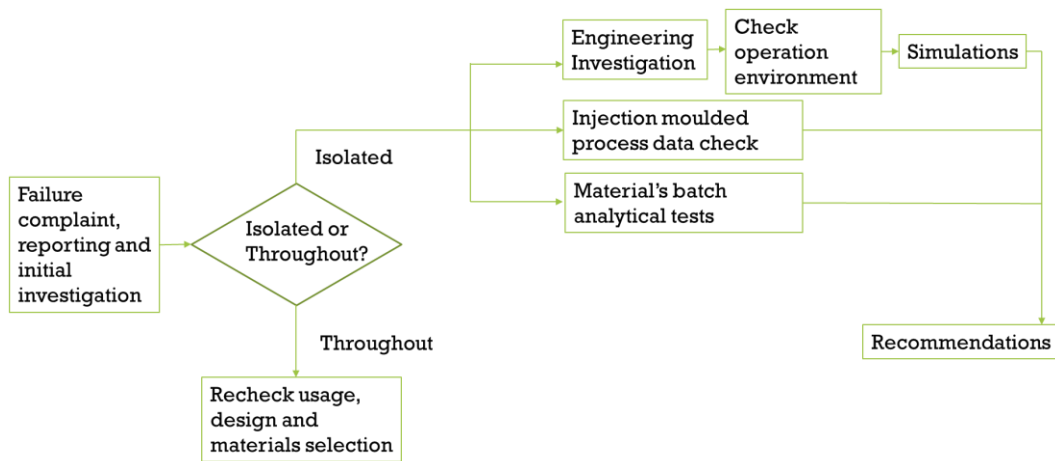 Failure
complaint,
reporting and
initial
investigation
Isolated or
Throughout?
Isolated
Throughout
Recheck usage,
design and
materials selection
Engineering
Investigation
Check
operation
environment
Simulations
Injection moulded
process data check
Material's batch
analytical tests
Recommendations